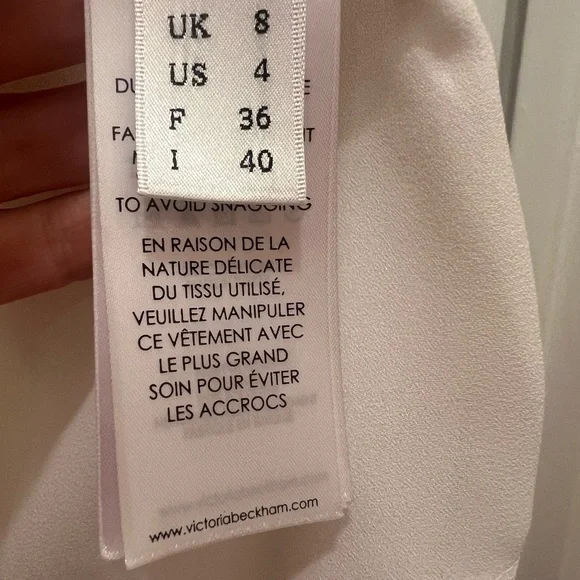 UK 8
US 4
F 36
I 40
TO AVOID SNAGGING
EN RAISON DE LA
NATURE DÉLICATE
DU TISSU UTILISÉ,
VEUILLEZ MANIPULER
CE VÊTEMENT AVEC
LE PLUS GRAND
SOIN POUR ÉVITER
LES ACCROCS
www.victoriabeckham.com